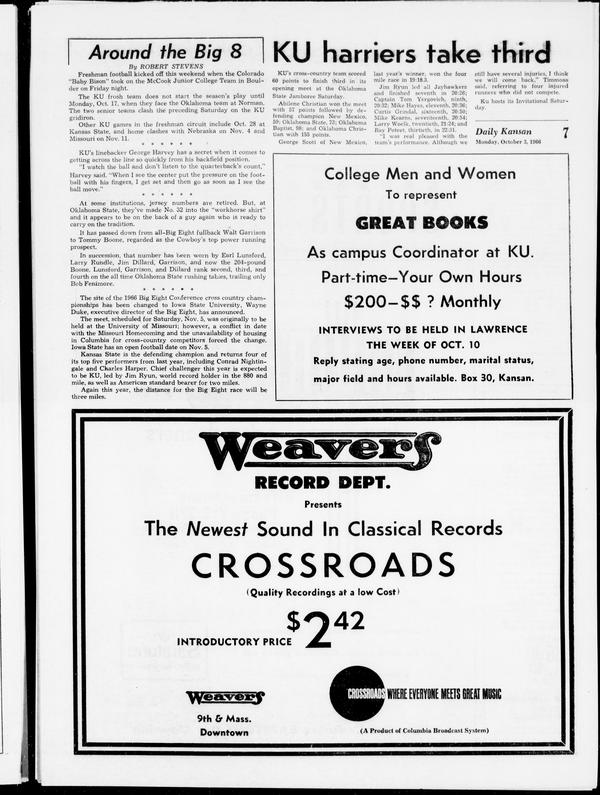 Around the Big 8
By ROBERT STEVENS
Freshman football kicked off this weekend when the Colorado
"Baby Bison" took on the McCook Junior College Team in Boul-
der on Friday night.
The KU frosh team does not start the season's play until
Monday, Oct. 17, when they face the Oklahoma team at Norman.
The two senior teams clash the preceding Saturday on the KU
gridiron.
Other KU games in the freshman circuit include Oct. 28 at
Kansas State, and home clashes with Nebraska on Nov. 4 and
Missouri on Nov. 11.
* * * * * *
KU's linebacker George Harvey has a secret when it comes to
getting across the line so quickly from his backfield position.
"I watch the ball and don't listen to the quarterback's count,"
Harvey said. "When I see the center put the pressure on the foot-
ball with his fingers, I get set and then go as soon as I see the
ball move."
* * * * * *
At some institutions, jersey numbers are retired. But, at
Oklahoma State, they've made No. 32 into the "workhorse shirt"
and it appears to be on the back of a guy again who is ready to
carry on the tradition.
It has passed down from all-Big Eight fullback Walt Garrison
to Tommy Boone, regarded as the Cowboy's top power running
prospect.
In succession, that number has been worn by Earl Lunsford,
Larry Rundle, Jim Dillard, Garrison, and now the 204-pound
Boone. Lunsford, Garrison, and Dillard rank second, third, and
fourth on the all time Oklahoma State rushing tables, trailing only
Bob Fenimore.
* * * * * *
The site of the 1966 Big Eight Conference cross country cham-
pionships has been changed to Iowa State University, Wayne
Duke, executive director of the Big Eight, has announced.
The meet, scheduled for Saturday, Nov. 5, was originally to be
held at the University of Missouri; however, a conflict in date
with the Missouri Homecoming and the unavailability of housing
in Columbia for cross-country competitors forced the change.
Iowa State has an open football date on Nov. 5.
Kansas State is the defending champion and returns four of
its top five performers from last year, including Conrad Nightin-
gale and Charles Harper. Chief challenger this year is expected
to be KU, led by Jim Ryun, world record holder in the 880 and
mile, as well as American standard bearer for two miles.
Again this year, the distance for the Big Eight race will be
three miles.
KU harriers take third
KU's cross-country team scored
60 points to finish third in its
opening meet at the Oklahoma
State Jamboree Saturday.
Abilene Christian won the meet
with 57 points followed by de-
fending champion New Mexico,
59; Oklahoma State, 73; Oklahoma
Baptist, 98; and Oklahoma Chris-
tian with 155 points.
George Scott of New Mexico,
last year's winner, won the four
mile race in 19:18.3.
Jim Ryun led all Jayhawkers
and finished seventh in 20:26;
Captain Tom Yergovich, ninth,
20:32; Mike Hayes, eleventh, 20:36;
Curtis Grindal, sixteenth, 20:50;
Mike Kearns, seventeenth, 20:54;
Larry Woelk, twentieth, 21:24; and
Ray Peteet, thirtieth, in 22:31.
"I was real pleased with the
team's performance. Although we
still have several injuries, I think
we will come back," Timmons
said, referring to four injured
runners who did not compete.
Ku hosts its Invitational Satur-
day.
Daily Kansan 7
Monday, October 3, 1966
College Men and Women
To represent
GREAT BOOKS
As campus Coordinator at KU.
Part-time—Your Own Hours
$200—$$ ? Monthly
INTERVIEWS TO BE HELD IN LAWRENCE
THE WEEK OF OCT. 10
Reply stating age, phone number, marital status,
major field and hours available. Box 30, Kansan.
Weavers
RECORD DEPT.
Presents
The Newest Sound In Classical Records
CROSSROADS
(Quality Recordings at a low Cost)
INTRODUCTORY PRICE $2 42
Weavers
9th & Mass.
Downtown
CROSSROADS WHERE EVERYONE MEETS GREAT MUSIC
(A Product of Columbia Broadcast System)